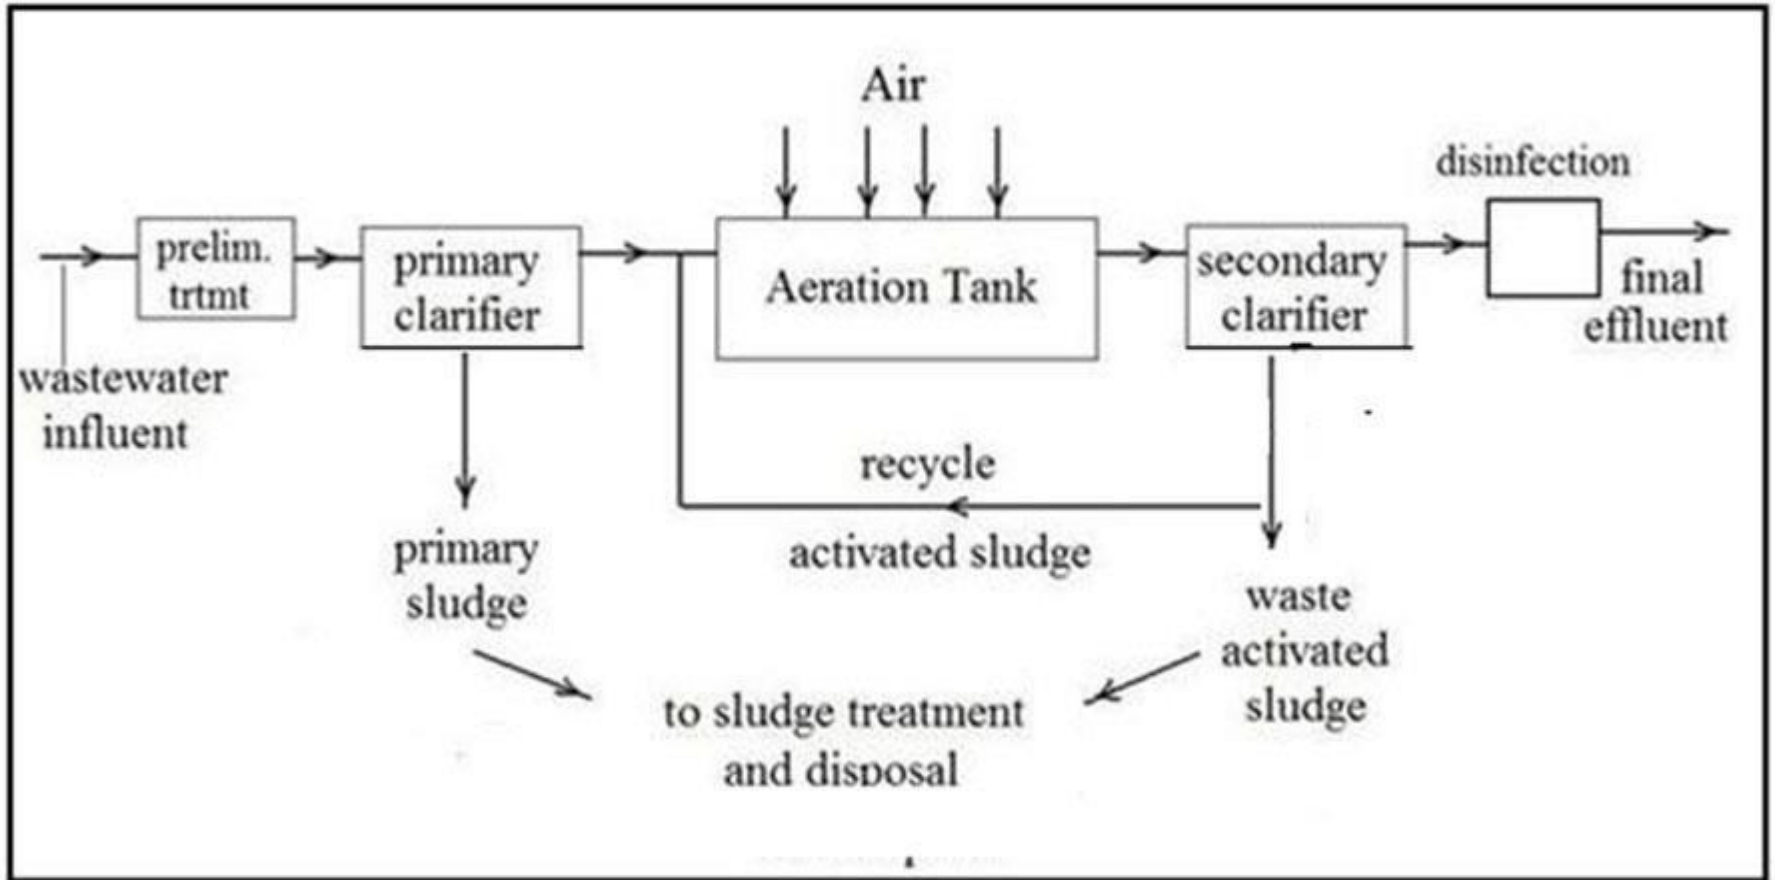 Air
disinfection
prelim.
trtmt
primary
clarifier
Aeration Tank
secondary
clarifier
final
effluent
wastewater
influent
recycle
activated sludge
primary
sludge
waste
activated
sludge
to sludge treatment
and disposal